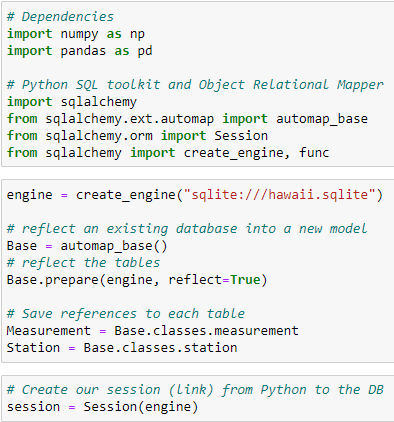 # Dependencies
import numpy as np
import pandas as pd
# Python SQL toolkit and Object Relational Mapper
import sqlalchemy
from sqlalchemy.ext.automap import automap_base
from sqlalchemy.orm import Session
from sqlalchemy import create_engine, func
engine = create_engine("sqlite:///hawaii.sqlite")
# reflect an existing database into a new model
Base = automap_base()
# reflect the tables
Base.prepare(engine, reflect=True)
# Save references to each table
Measurement = Base.classes.measurement
Station = Base.classes.station
# Create our session (link) from Python to the DB
session = Session(engine)